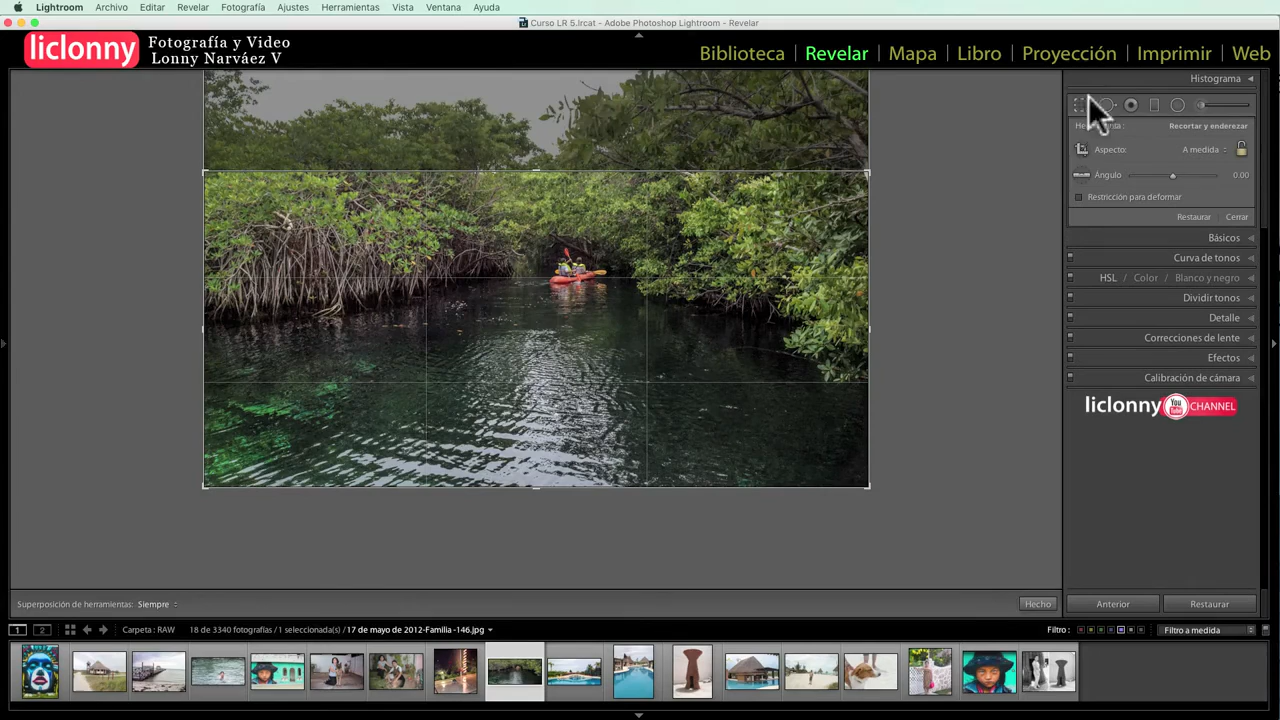 Lightroom Archivo Editar Revelar Fotografía Ajustes Herramientas Vista Ventana Ayuda
Curso LR 5.lrcat - Adobe Photoshop Lightroom - Revelar
liclonny Fotografía y Video
Lonny Narváez V
Biblioteca | Revelar | Mapa | Libro | Proyección | Imprimir | Web
Histograma
Recortar y enderezar
Aspecto: A medida
Ángulo 0.00
Restricción para deformar
Restaurar Cerrar
Básicos
Curva de tonos
HSL / Color / Blanco y negro
Dividir tonos
Detalle
Correcciones de lente
Efectos
Calibración de cámara
liclonny You Tube CHANNEL
Superposición de herramientas: Siempre
Hecho
Anterior Restaurar
1 2 Carpeta : RAW 18 de 3340 fotografías /1 seleccionada(s) /17 de mayo de 2012-Familia -146.jpg Filtro : Filtro a medida